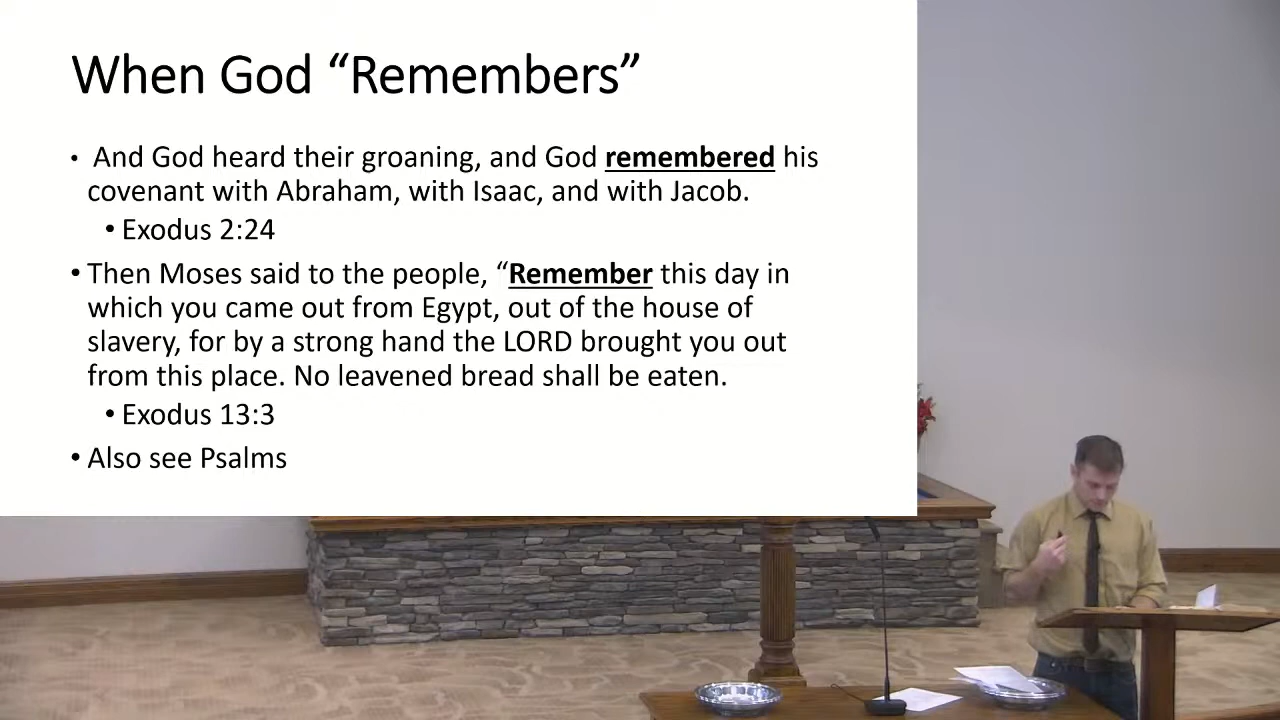 When God “Remembers”
• And God heard their groaning, and God remembered his
covenant with Abraham, with Isaac, and with Jacob.
• Exodus 2:24
• Then Moses said to the people, “Remember this day in
which you came out from Egypt, out of the house of
slavery, for by a strong hand the LORD brought you out
from this place. No leavened bread shall be eaten.
• Exodus 13:3
• Also see Psalms